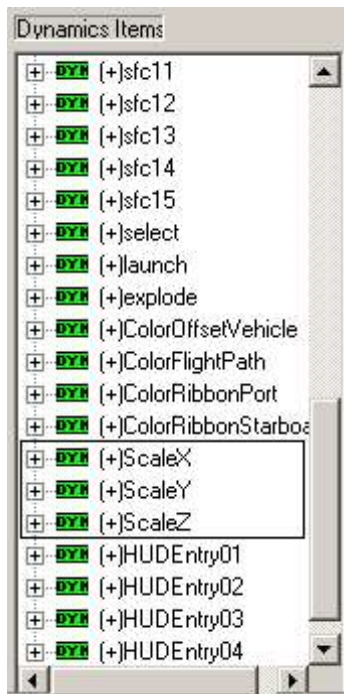 Dynamics Items
DYN (+)sfc11
DYN (+)sfc12
DYN (+)sfc13
DYN (+)sfc14
DYN (+)sfc15
DYN (+)select
DYN (+)launch
DYN (+)explode
DYN (+)ColorOffsetVehicle
DYN (+)ColorFlightPath
DYN (+)ColorRibbonPort
DYN (+)ColorRibbonStarboa
DYN (+)ScaleX
DYN (+)ScaleY
DYN (+)ScaleZ
DYN (+)HUDEntry01
DYN (+)HUDEntry02
DYN (+)HUDEntry03
DYN (+)HUDEntry04